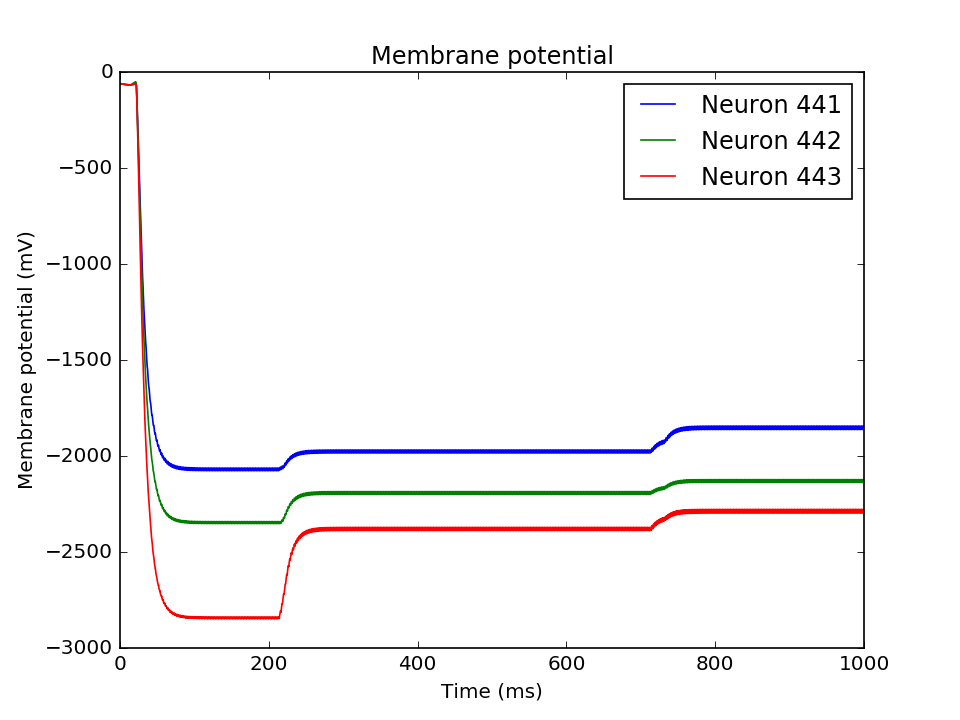 Membrane potential
Neuron 441
Neuron 442
Neuron 443
Membrane potential (mV)
0
−500
−1000
−1500
−2000
−2500
−3000
0 200 400 600 800 1000
Time (ms)